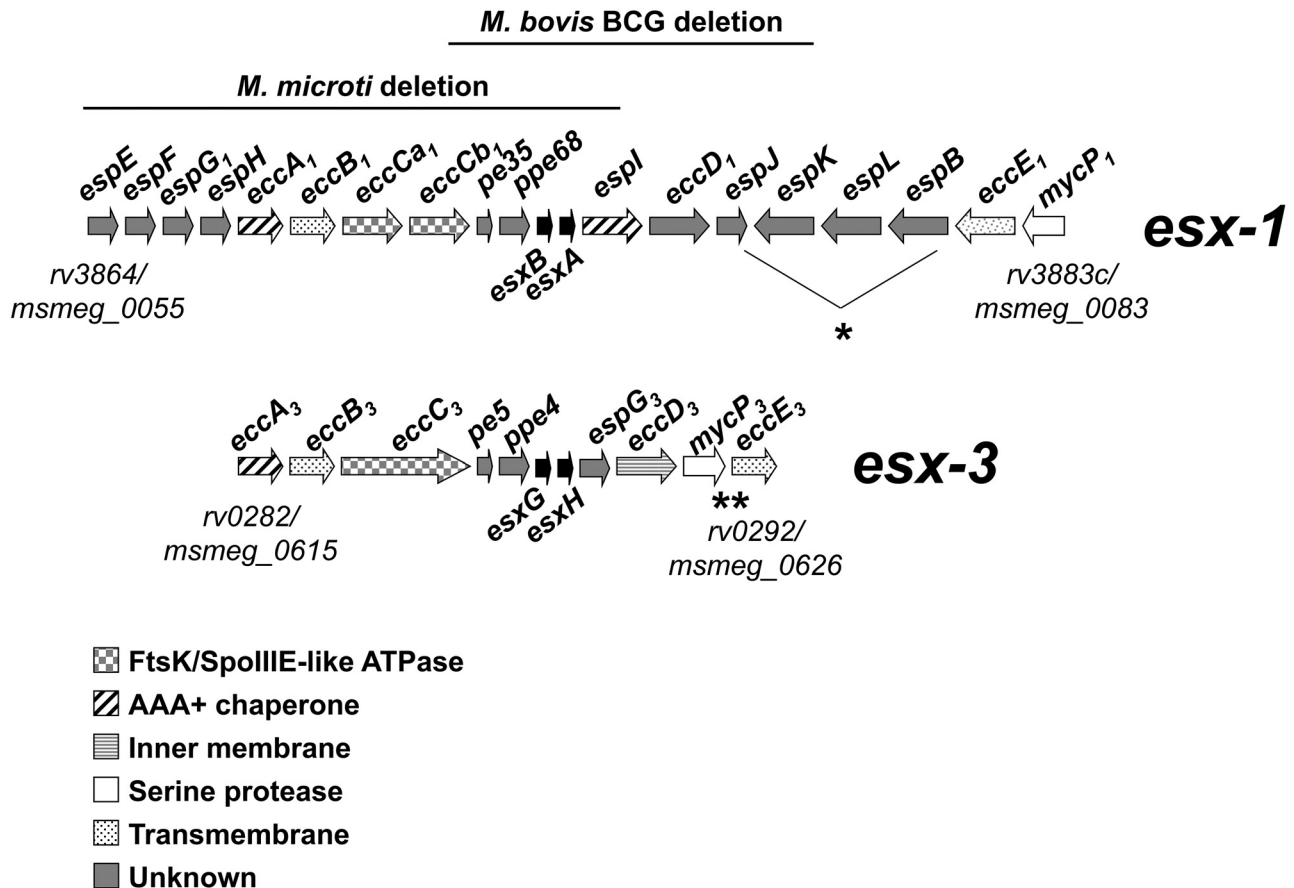 M. bovis BCG deletion
M. microti deletion
espE espF espG1 espH eccA1 eccB1 eccCa1 eccCb1 pe35 ppe68 espI eccD1 espJ espK espL espB eccE1 mycP1
esx-1
esxB esxA
rv3864/
msmeg_0055
rv3883c/
msmeg_0083
*
eccA3 eccB3 eccC3 pe5 ppe4 espG3 eccD3 mycP3 eccE3
esx-3
esxG esxH
**
rv0282/
msmeg_0615
rv0292/
msmeg_0626
FtsK/SpoIIIE-like ATPase
AAA+ chaperone
Inner membrane
Serine protease
Transmembrane
Unknown